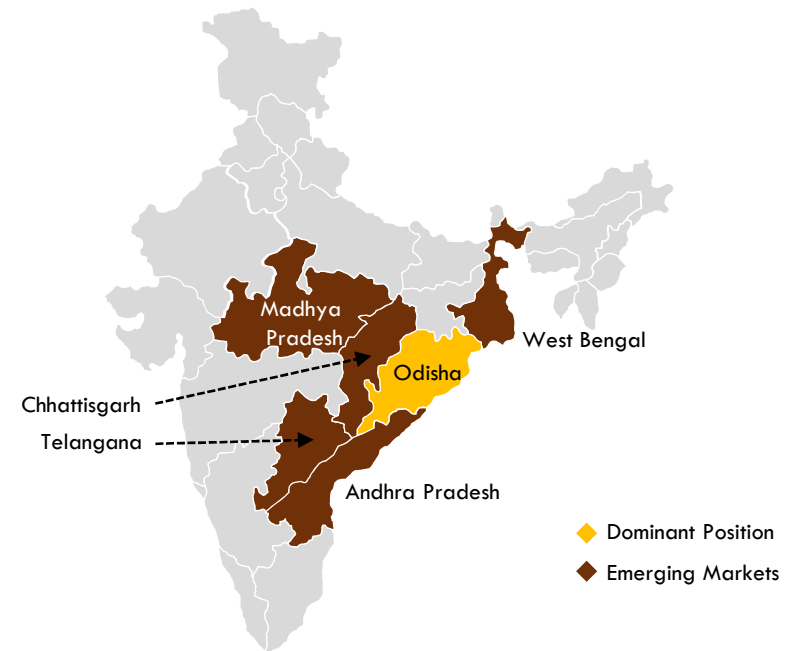 Madhya
Pradesh
West Bengal
Odisha
Chhattisgarh
Telangana
Andhra Pradesh
Dominant Position
Emerging Markets